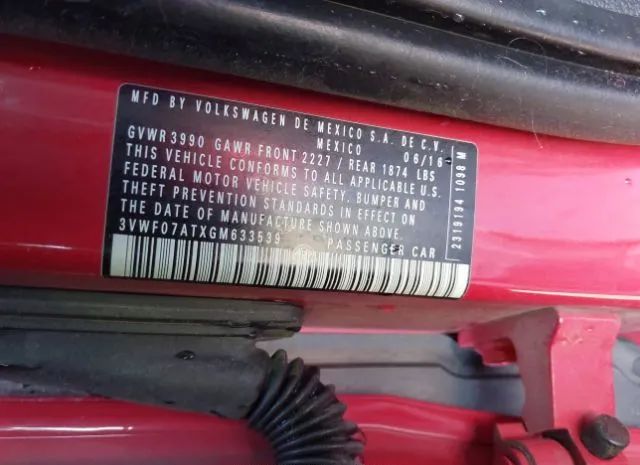 MFD BY VOLKSWAGEN DE MEXICO S.A. DE C.V.
MEXICO
GVWR 3990 GAWR FRONT 2227 / REAR 1874 LBS 06/16
THIS VEHICLE CONFORMS TO ALL APPLICABLE U.S.
FEDERAL MOTOR VEHICLE SAFETY. BUMPER AND
THEFT PREVENTION STANDARDS IN EFFECT ON
THE DATE OF MANUFACTURE SHOWN ABOVE.
3VWF07ATXGM633539 PASSENGER CAR
2319194 1098 M